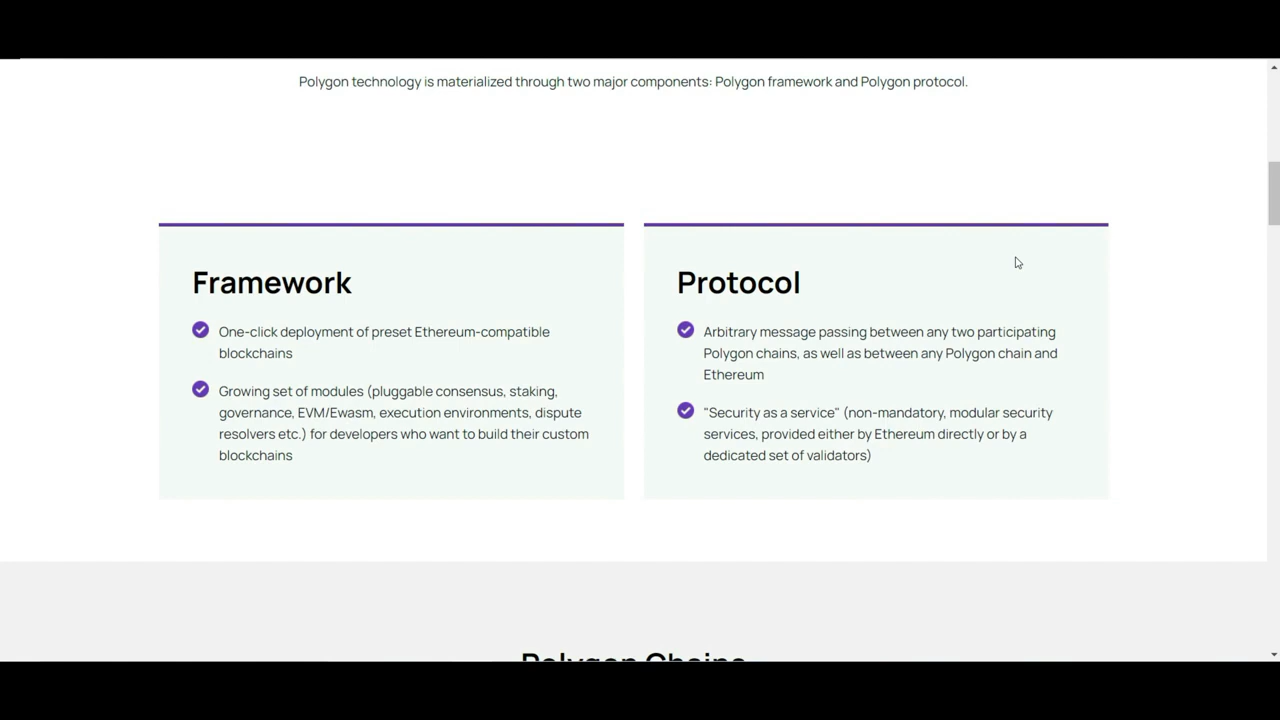 Polygon technology is materialized through two major components: Polygon framework and Polygon protocol.
Framework
One-click deployment of preset Ethereum-compatible
blockchains
Growing set of modules (pluggable consensus, staking,
governance, EVM/Ewasm, execution environments, dispute
resolvers etc.) for developers who want to build their custom
blockchains
Protocol
Arbitrary message passing between any two participating
Polygon chains, as well as between any Polygon chain and
Ethereum
"Security as a service" (non-mandatory, modular security
services, provided either by Ethereum directly or by a
dedicated set of validators)
Polygon Chains